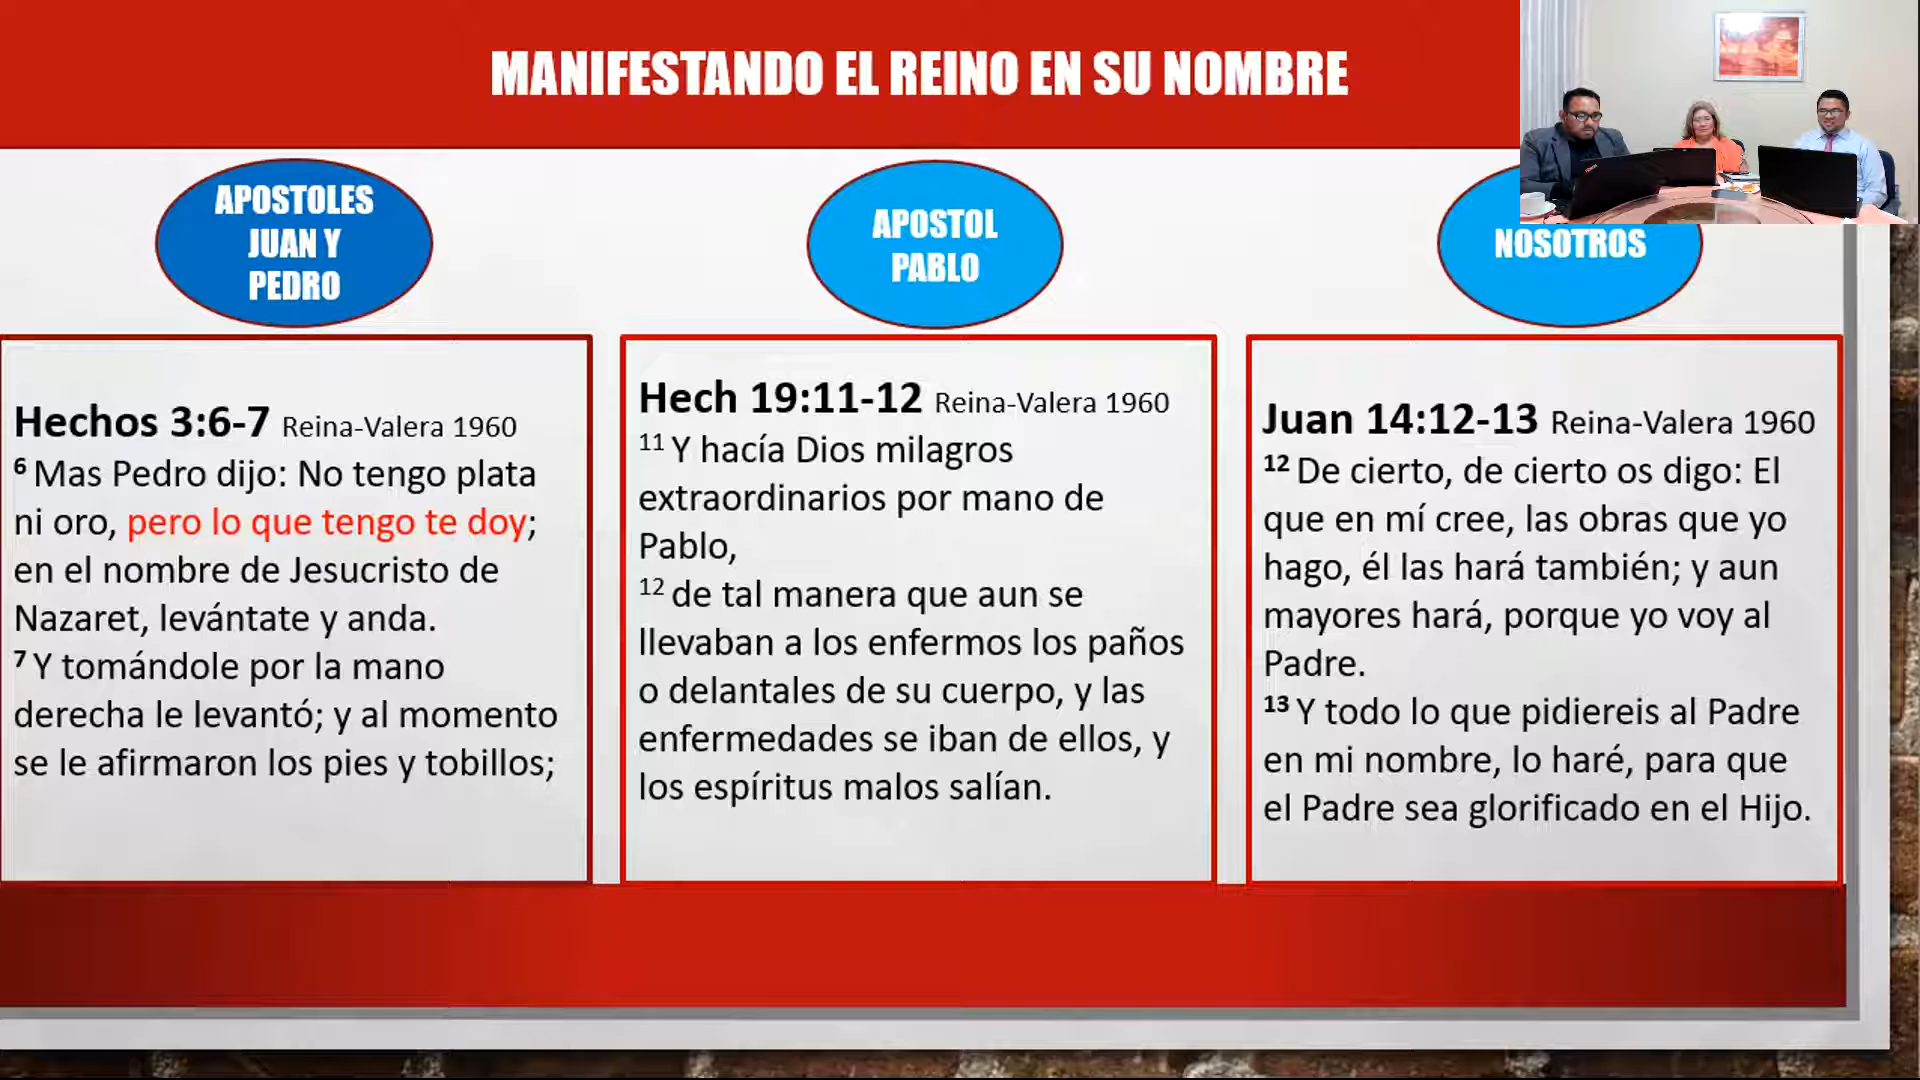 MANIFESTANDO EL REINO EN SU NOMBRE
APOSTOLES
JUAN Y
PEDRO
Hechos 3:6-7 Reina-Valera 1960
6 Mas Pedro dijo: No tengo plata
ni oro, pero lo que tengo te doy;
en el nombre de Jesucristo de
Nazaret, levántate y anda.
7 Y tomándole por la mano
derecha le levantó; y al momento
se le afirmaron los pies y tobillos;
APOSTOL
PABLO
Hech 19:11-12 Reina-Valera 1960
11 Y hacía Dios milagros
extraordinarios por mano de
Pablo,
12 de tal manera que aun se
llevaban a los enfermos los paños
o delantales de su cuerpo, y las
enfermedades se iban de ellos, y
los espíritus malos salían.
NOSOTROS
Juan 14:12-13 Reina-Valera 1960
12 De cierto, de cierto os digo: El
que en mí cree, las obras que yo
hago, él las hará también; y aun
mayores hará, porque yo voy al
Padre.
13 Y todo lo que pidiereis al Padre
en mi nombre, lo haré, para que
el Padre sea glorificado en el Hijo.